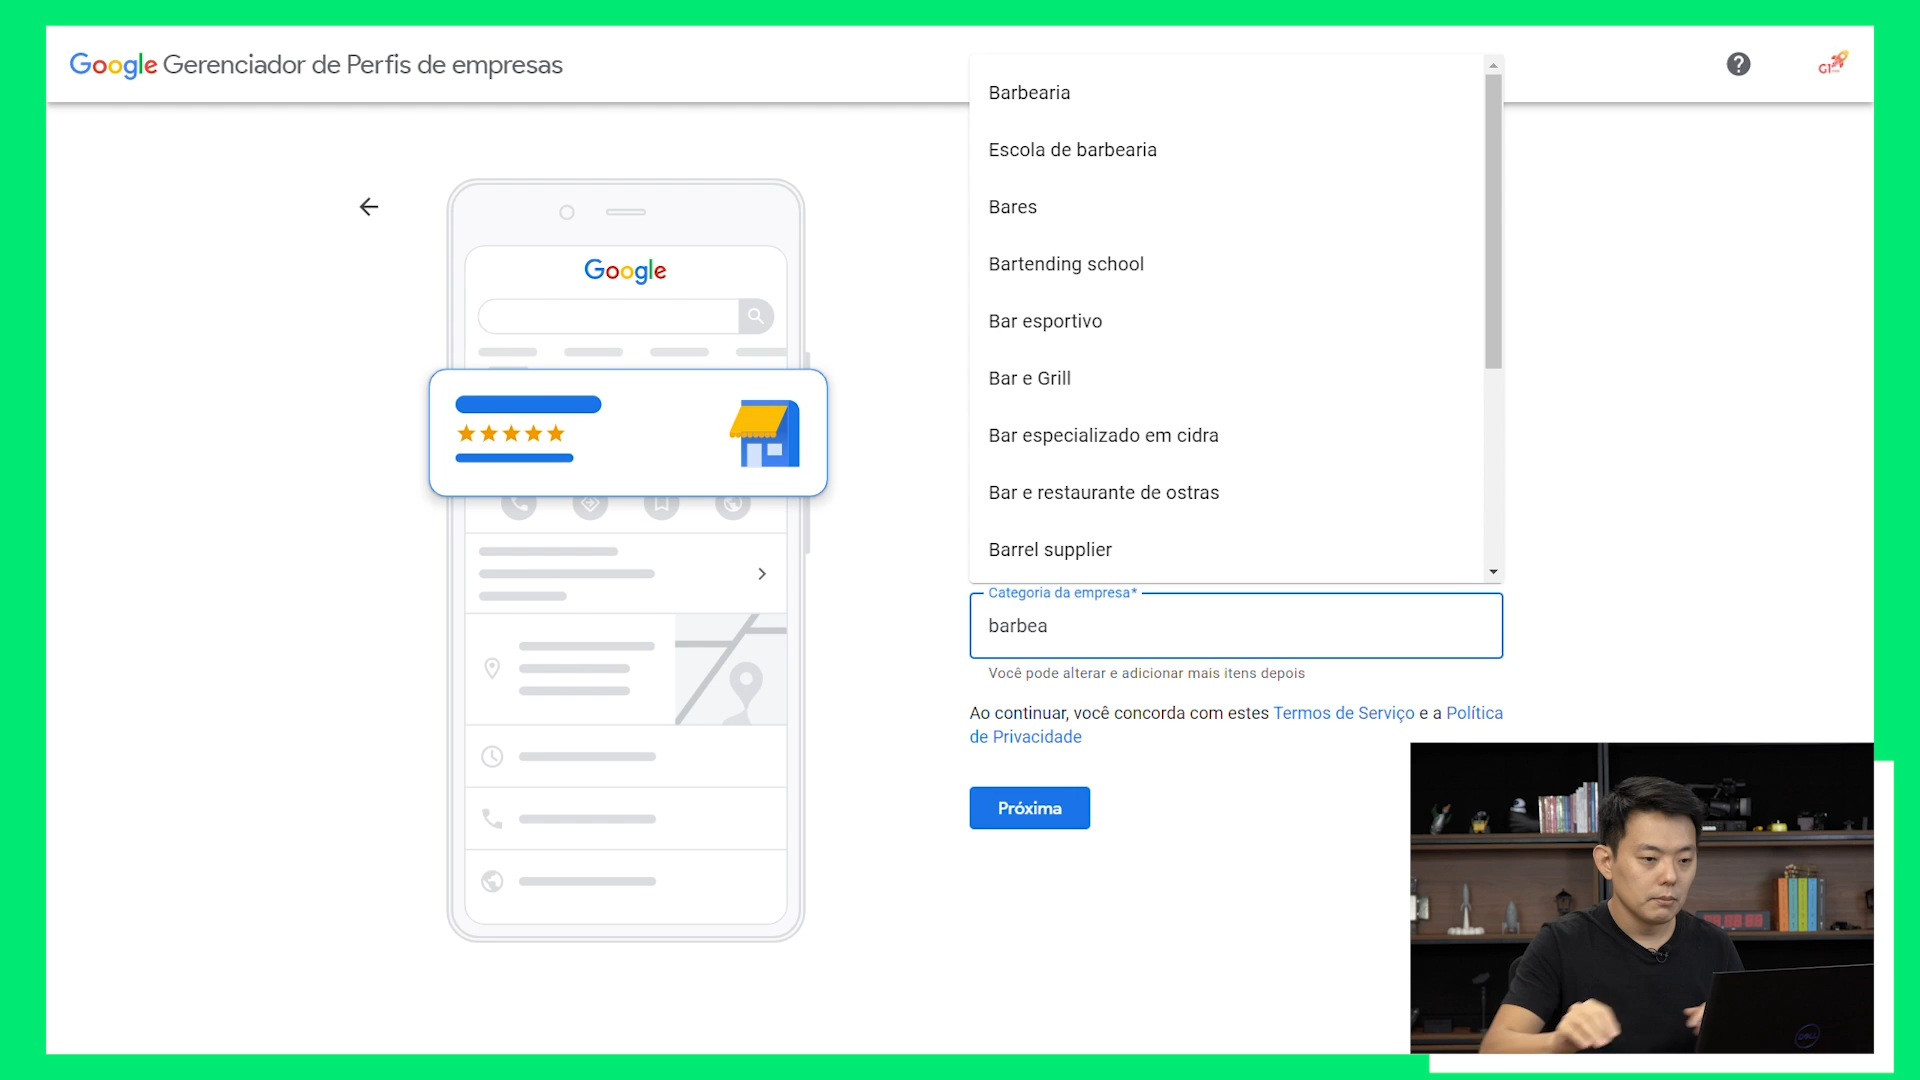 Google Gerenciador de Perfis de empresas
G1
Google
Barbearia
Escola de barbearia
Bares
Bartending school
Bar esportivo
Bar e Grill
Bar especializado em cidra
Bar e restaurante de ostras
Barrel supplier
Categoria da empresa*
barbea
Você pode alterar e adicionar mais itens depois
Ao continuar, você concorda com estes Termos de Serviço e a Política
de Privacidade
Próxima
DELL